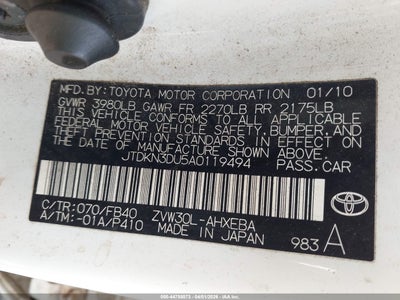 MFD.BY:TOYOTA MOTOR CORPORATION 01/10
GVWR 3980LB GAWR FR 2270LB RR 2175LB
THIS VEHICLE CONFORMS TO ALL APPLICABLE
FEDERAL MOTOR VEHICLE SAFETY, BUMPER, AND
THEFT PREVENTION STANDARDS IN EFFECT ON
THE DATE OF MANUFACTURE SHOWN ABOVE.
JTDKN3DU5A0119494 PASS.CAR
C/TR:070/FB40 ZVW30L-AHXEBA
A/TM:-01A/P410 MADE IN JAPAN
983 A
TOYOTA